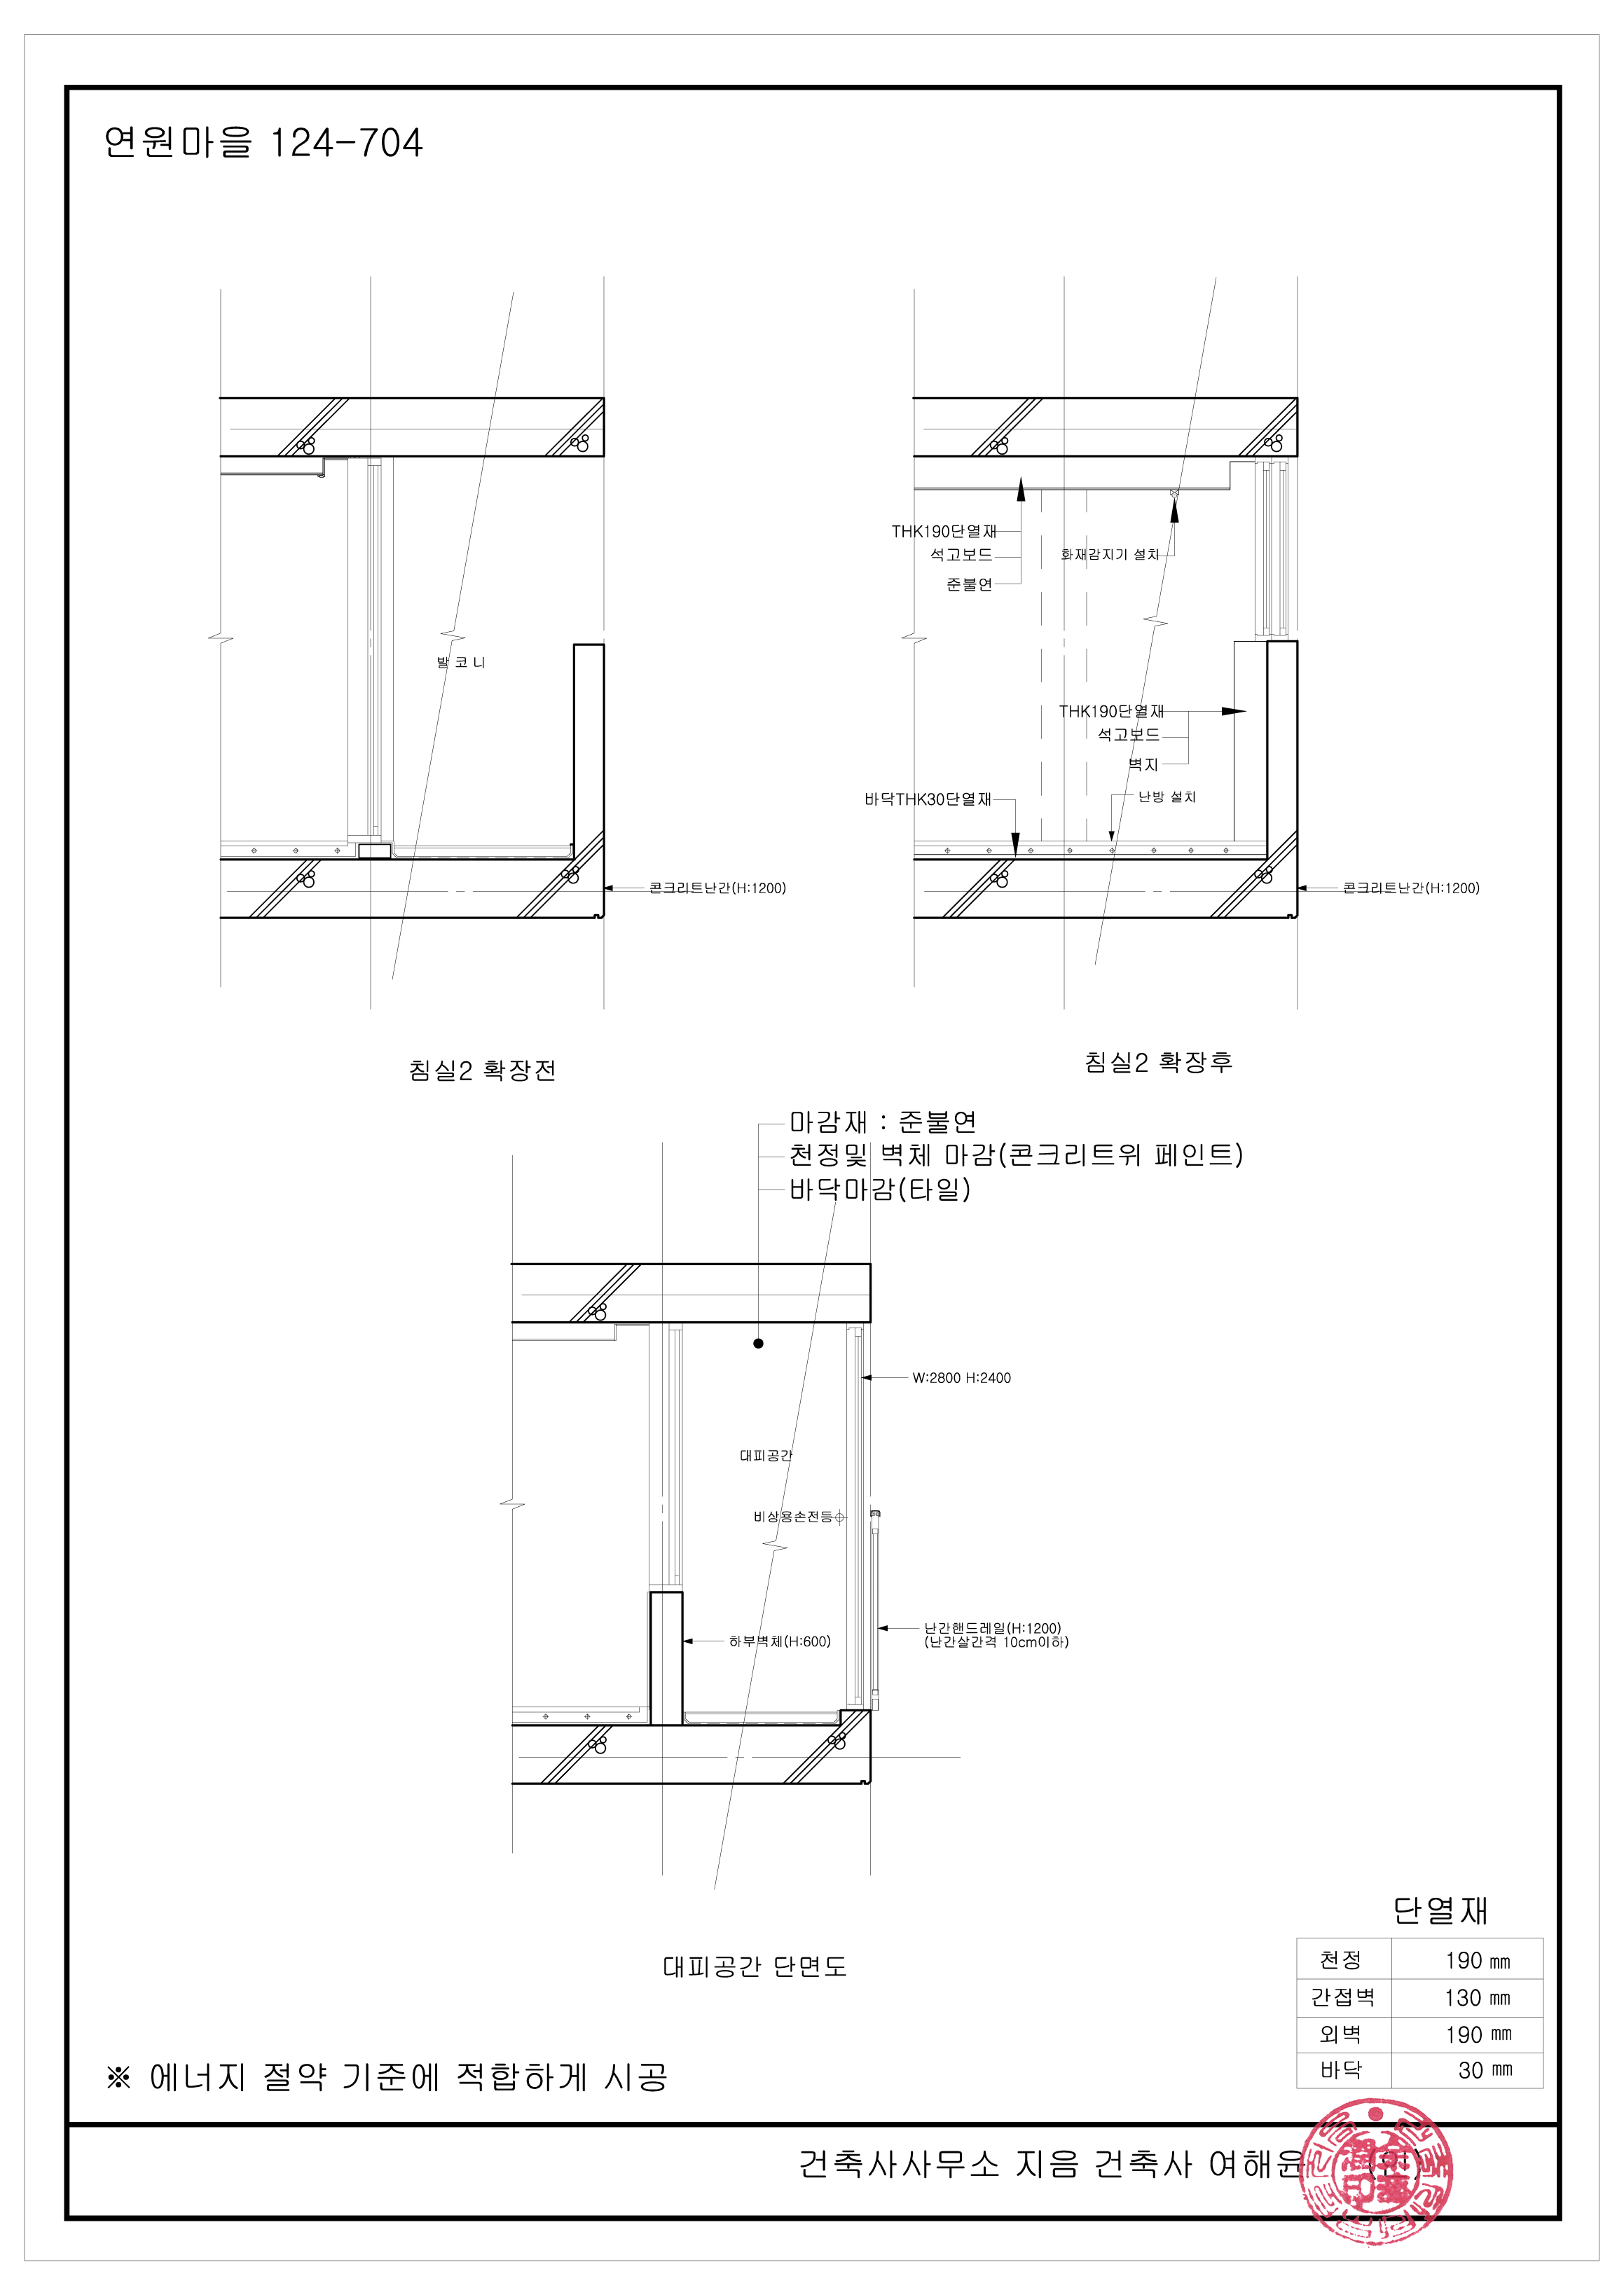 연원마을 124-704
발 코 니
콘크리트난간(H:1200)
침실2 확장전
THK190단열재
석고보드
준불연
화재감지기 설치
THK190단열재
석고보드
벽지
바닥THK30단열재
난방 설치
콘크리트난간(H:1200)
침실2 확장후
마감재 : 준불연
천정및 벽체 마감(콘크리트위 페인트)
바닥마감(타일)
W:2800 H:2400
대피공간
비상용손전등
하부벽체(H:600)
난간핸드레일(H:1200)
(난간살간격 10cm이하)
대피공간 단면도
단열재
천정 190 ㎜
간접벽 130 ㎜
외벽 190 ㎜
바닥 30 ㎜
※ 에너지 절약 기준에 적합하게 시공
건축사사무소 지음 건축사 여해윤